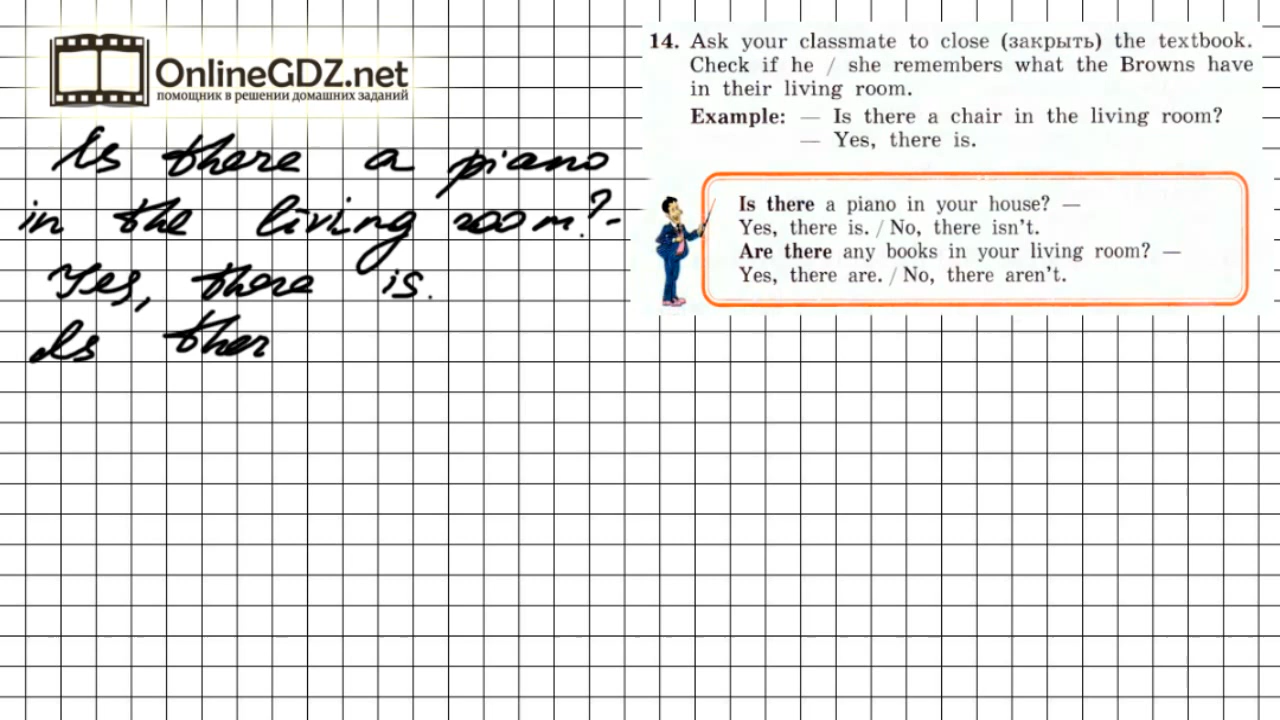 OnlineGDZ.net
помощник в решении домашних заданий
Is there a piano
in the living room?-
Yes, there is.
Is ther
14. Ask your classmate to close (закрыть) the textbook.
Check if he / she remembers what the Browns have
in their living room.
Example: — Is there a chair in the living room?
— Yes, there is.
Is there a piano in your house? —
Yes, there is. / No, there isn't.
Are there any books in your living room? —
Yes, there are. / No, there aren't.